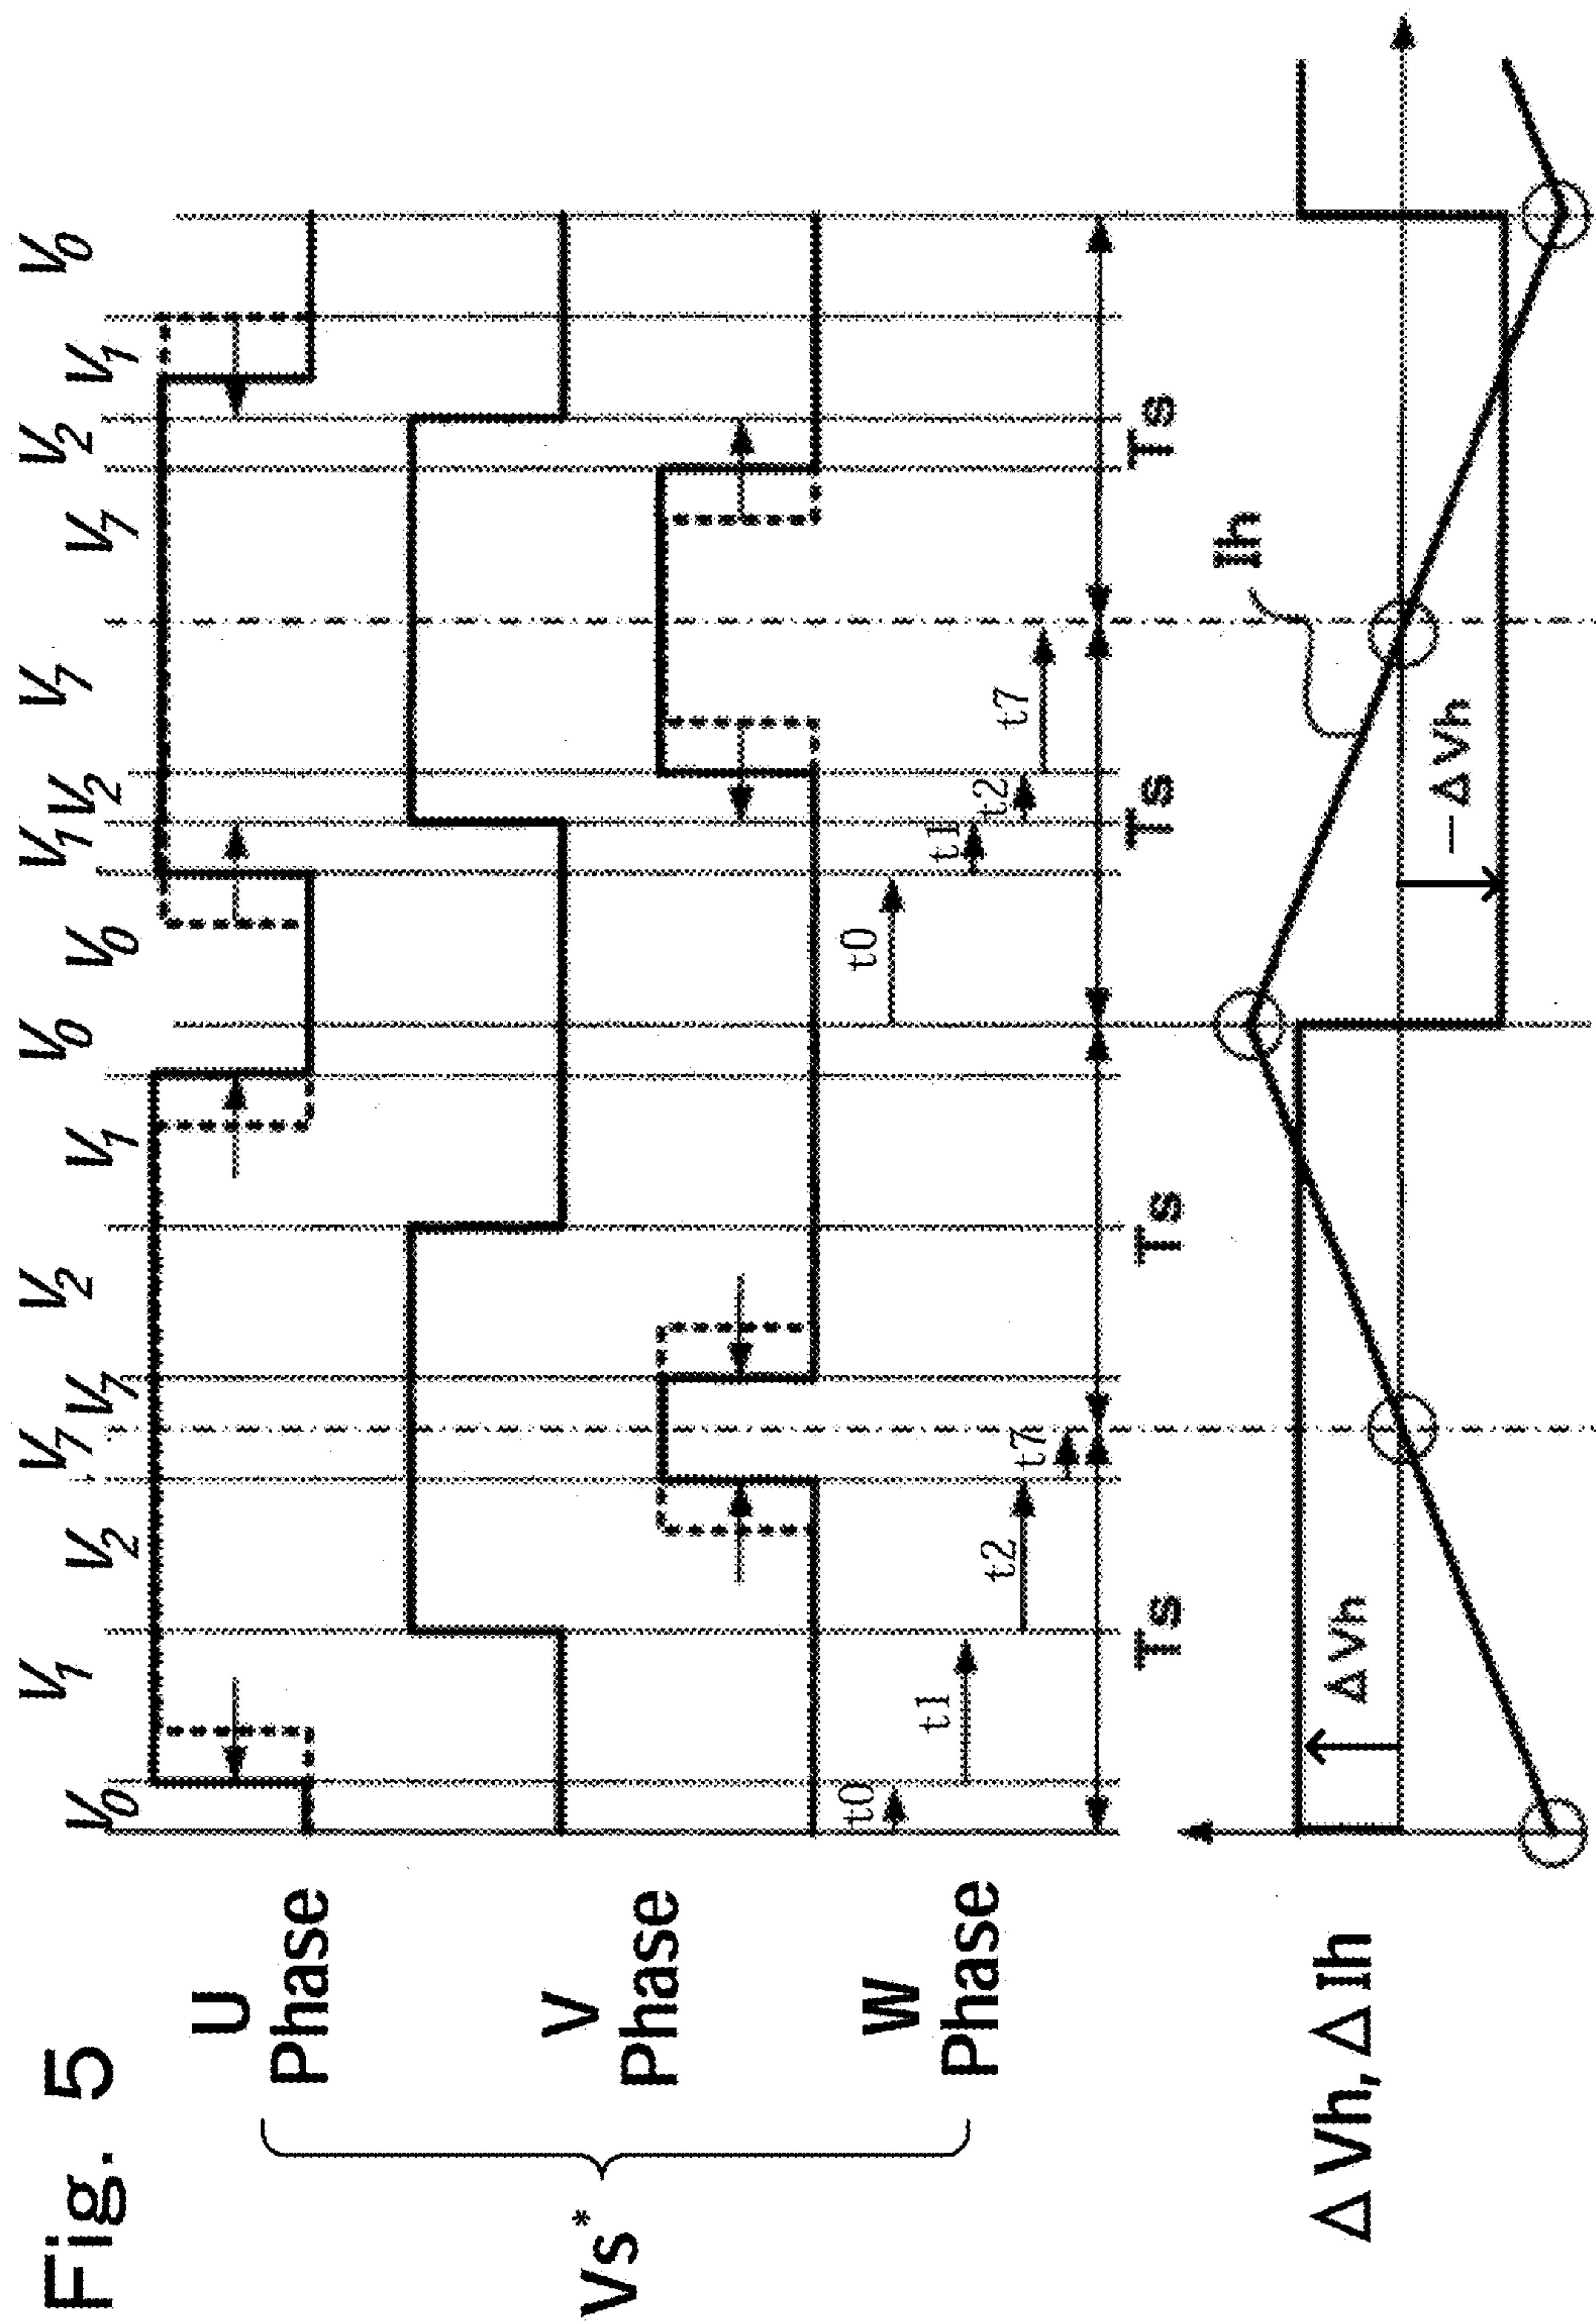 Fig. 5
V0 V1 V2 V7 V7 V2 V1 V0 V0 V1 V2 V7 V7 V2 V1 V0
Vs*
U
Phase
V
Phase
W
Phase
t0 t1 t2 t7 t0 t1 t2 t7
Ts Ts Ts Ts
ΔVh, ΔIh
ΔVh
−ΔVh
Ih